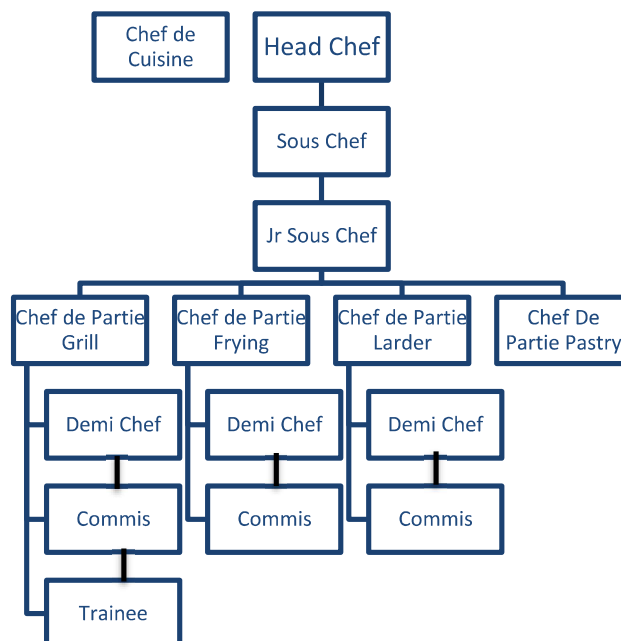 Chef de
Cuisine
Head Chef
Sous Chef
Jr Sous Chef
Chef de Partie
Grill
Chef de Partie
Frying
Chef de Partie
Larder
Chef De
Partie Pastry
Demi Chef
Demi Chef
Demi Chef
Commis
Commis
Commis
Trainee